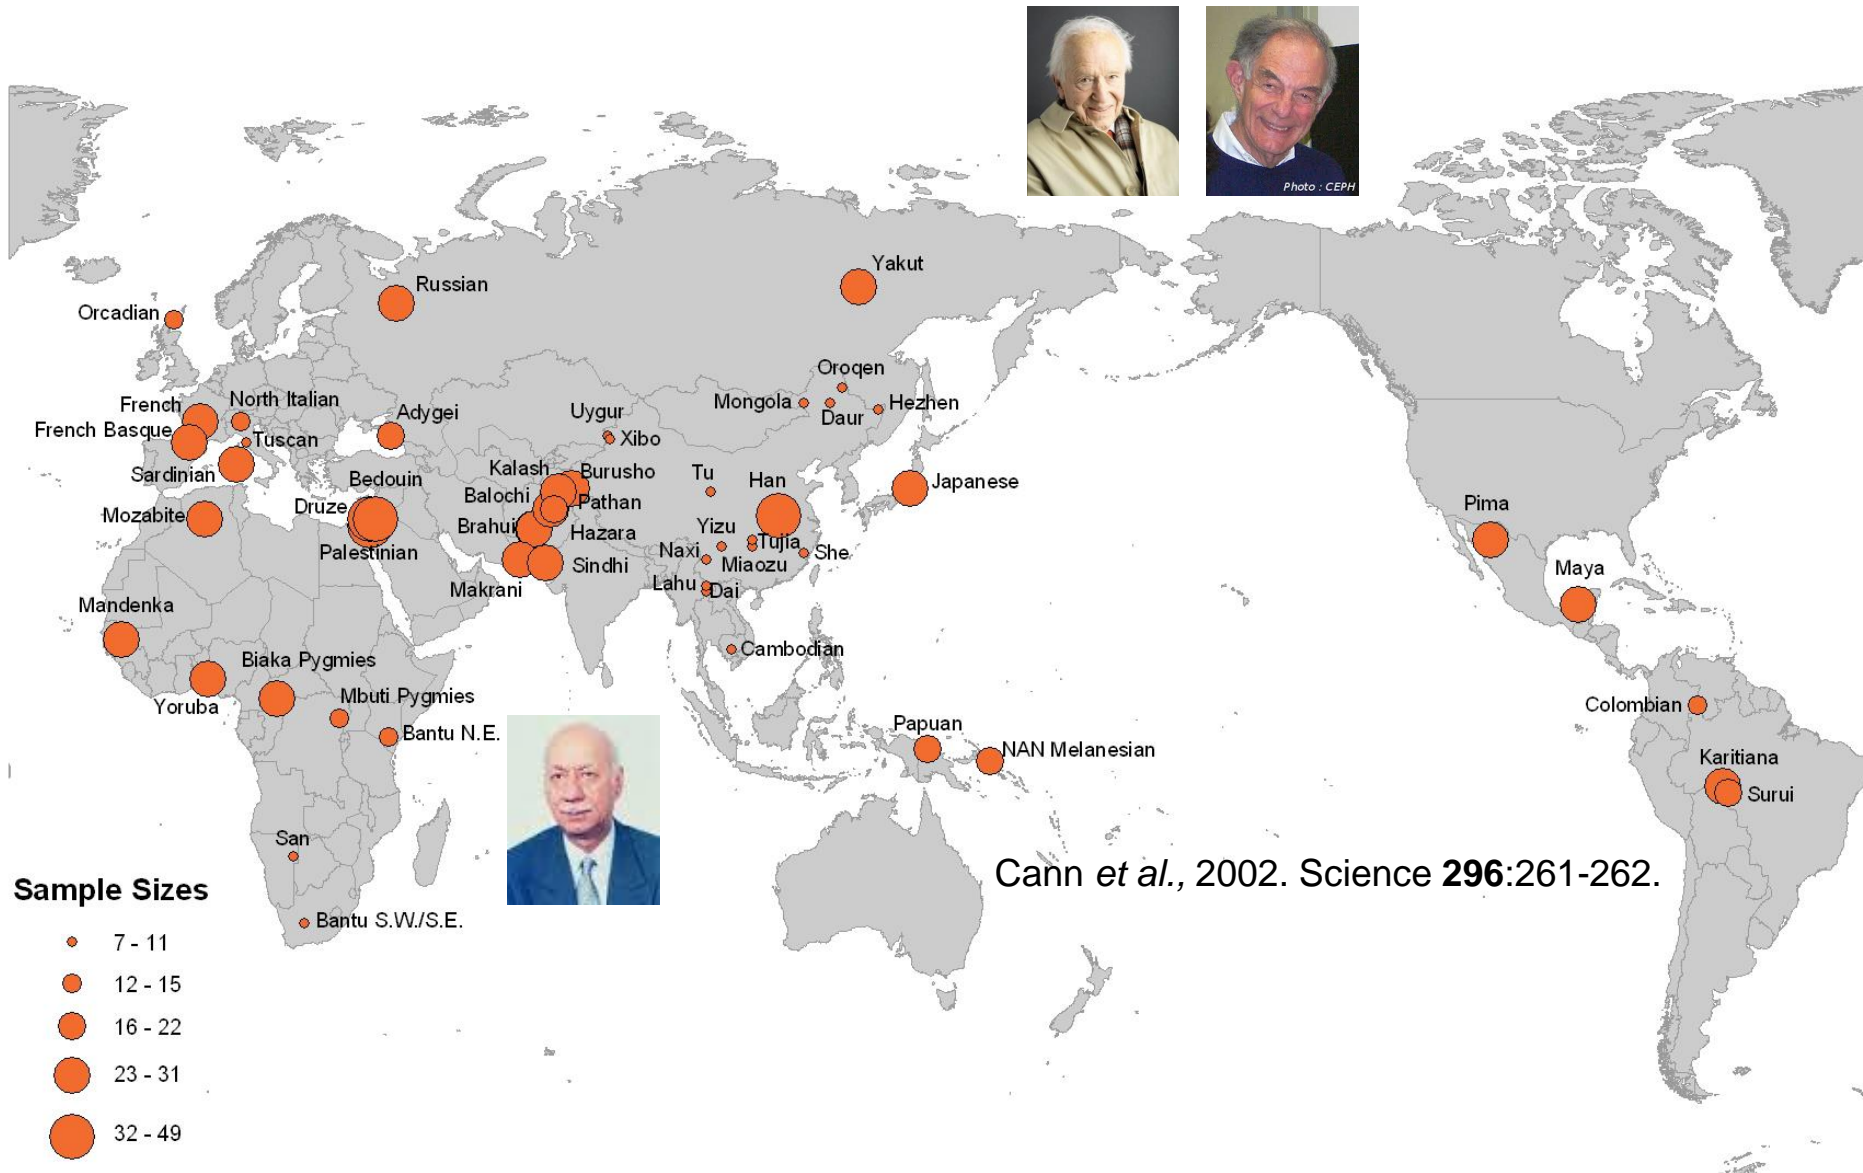 Photo : CEPH
Yakut
Russian
Orcadian
Oroqen
French
North Italian
Mongola
Hezhen
Adygei
Uygur
Daur
French Basque
Tuscan
Xibo
Sardinian
Bedouin
Kalash
Burusho
Tu
Han
Japanese
Balochi
Pathan
Mozabite
Druze
Pima
Brahui
Hazara
Yizu
Tujia
Palestinian
Naxi
She
Sindhi
Miaozu
Maya
Makrani
Lahu
Dai
Mandenka
Cambodian
Biaka Pygmies
Mbuti Pygmies
Yoruba
Colombian
Papuan
Bantu N.E.
NAN Melanesian
Karitiana
Surui
San
Cann et al., 2002. Science 296:261-262.
Sample Sizes
Bantu S.W./S.E.
7 - 11
12 - 15
16 - 22
23 - 31
32 - 49